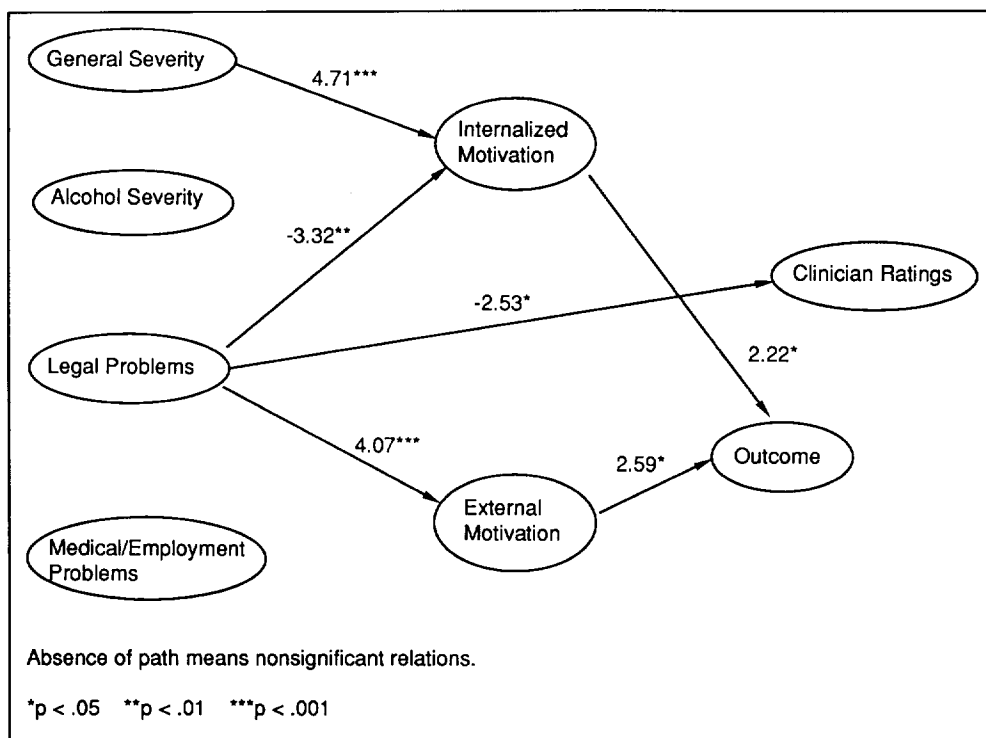 General Severity
4.71***
Internalized
Motivation
Alcohol Severity
-3.32**
Clinician Ratings
-2.53*
Legal Problems
2.22*
4.07***
2.59*
Outcome
External
Motivation
Medical/Employment
Problems
Absence of path means nonsignificant relations.
*p < .05 **p < .01 ***p < .001